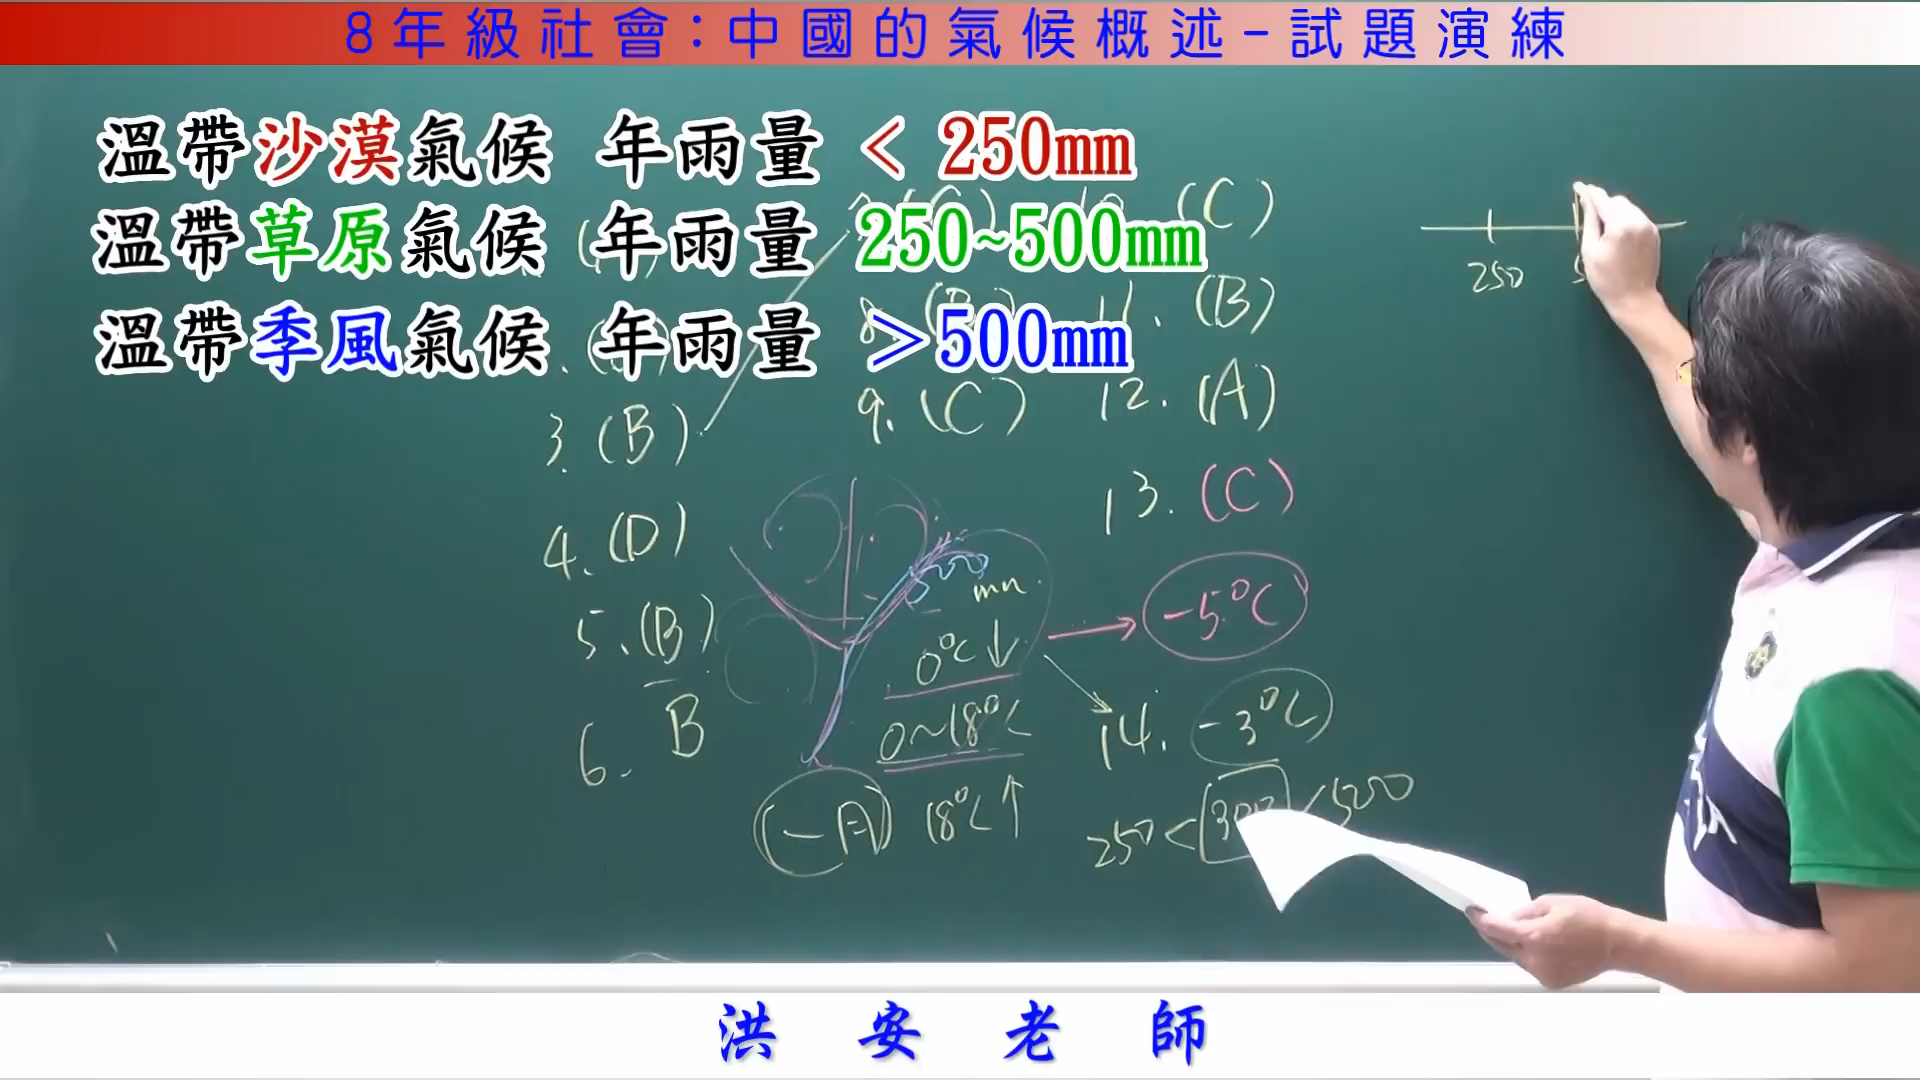 8年級社會:中國的氣候概述-試題演練
溫帶沙漠氣候 年雨量 < 250mm
溫帶草原氣候 年雨量 250~500mm
溫帶季風氣候 年雨量 >500mm
(C)
11. (B)
3. (B)
9. (C)
12. (A)
4. (D)
13. (C)
5. (B)
6. B
500
mm
0°C↓
0~18°C
18°C↑
-5°C
14. -3°C
250 < 300 < 500
250
洪安老師